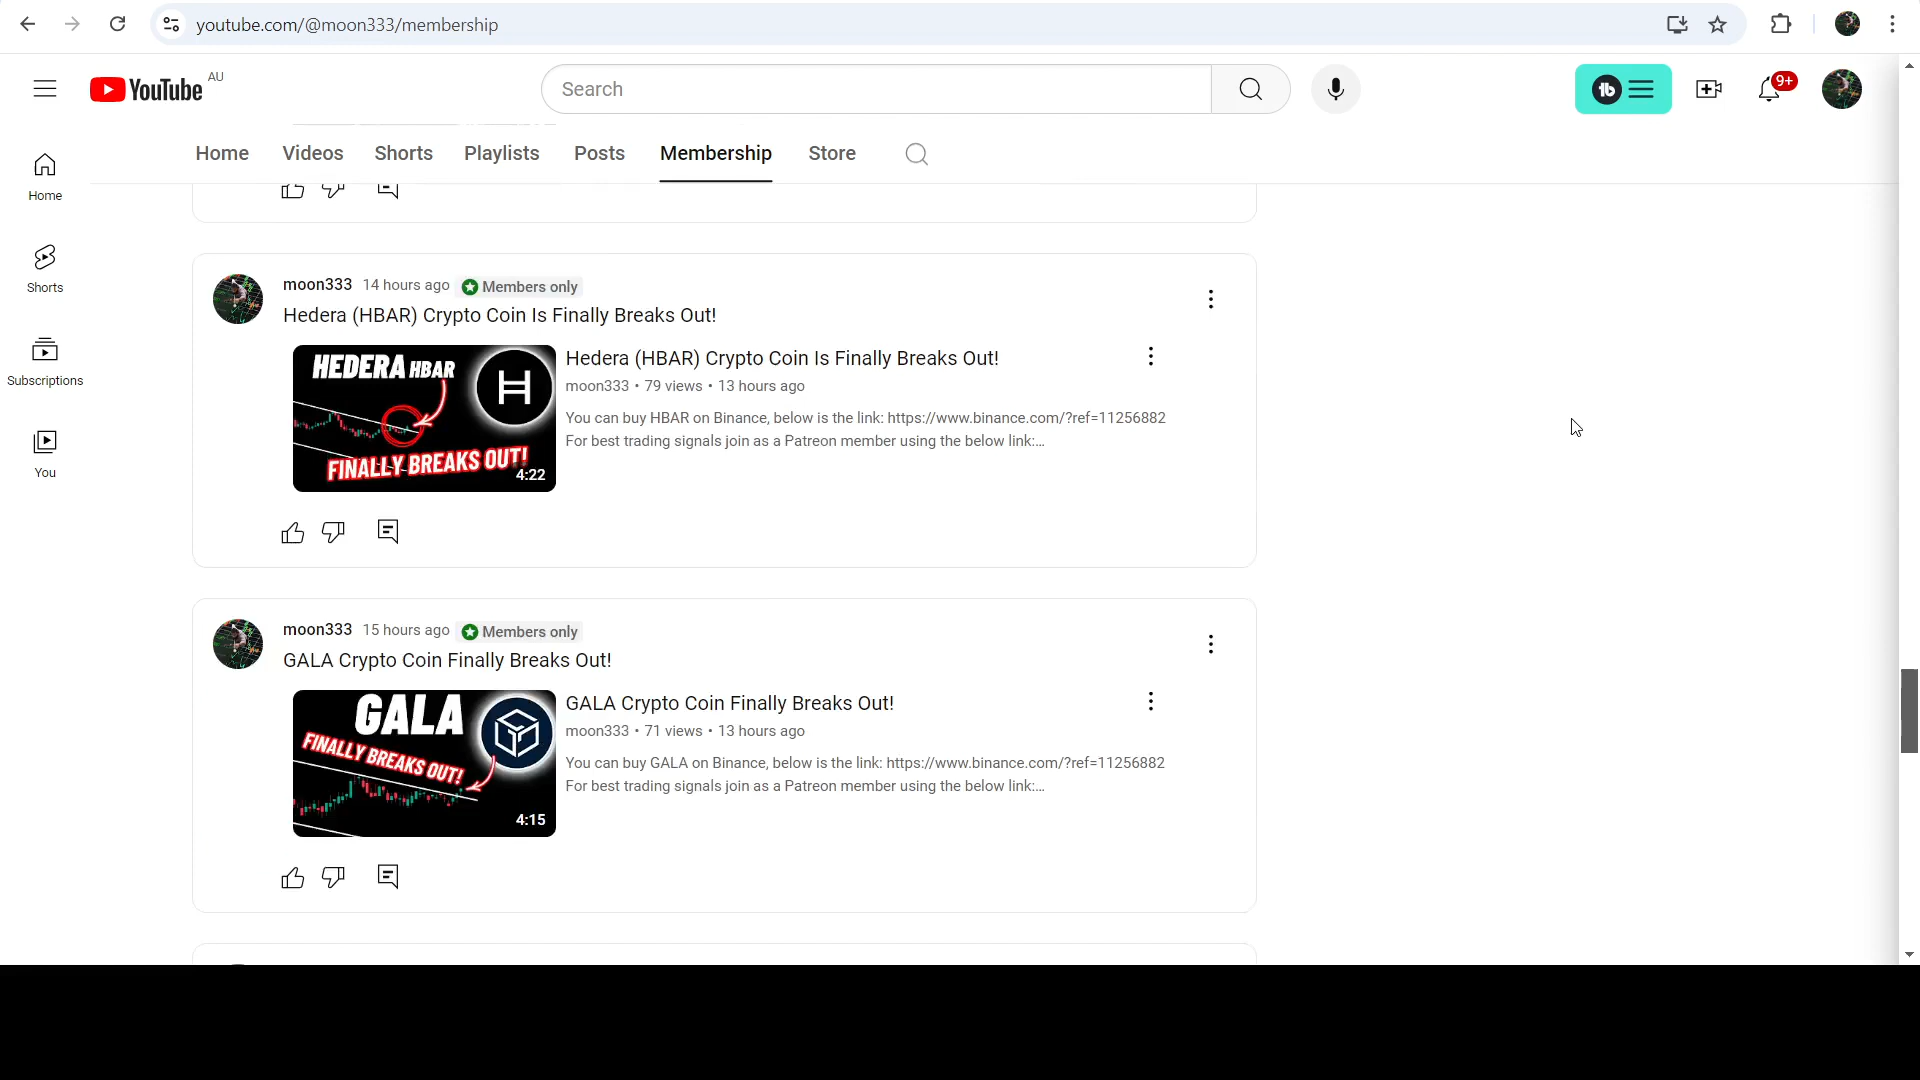 youtube.com/@moon333/membership
YouTube AU
Search
9+
Home
Videos
Shorts
Playlists
Posts
Membership
Store
Home
Shorts
Subscriptions
You
moon333 14 hours ago Members only
Hedera (HBAR) Crypto Coin Is Finally Breaks Out!
HEDERA HBAR
FINALLY BREAKS OUT!
4:22
Hedera (HBAR) Crypto Coin Is Finally Breaks Out!
moon333 • 79 views • 13 hours ago
You can buy HBAR on Binance, below is the link: https://www.binance.com/?ref=11256882
For best trading signals join as a Patreon member using the below link:...
moon333 15 hours ago Members only
GALA Crypto Coin Finally Breaks Out!
GALA
FINALLY BREAKS OUT!
4:15
GALA Crypto Coin Finally Breaks Out!
moon333 • 71 views • 13 hours ago
You can buy GALA on Binance, below is the link: https://www.binance.com/?ref=11256882
For best trading signals join as a Patreon member using the below link:...